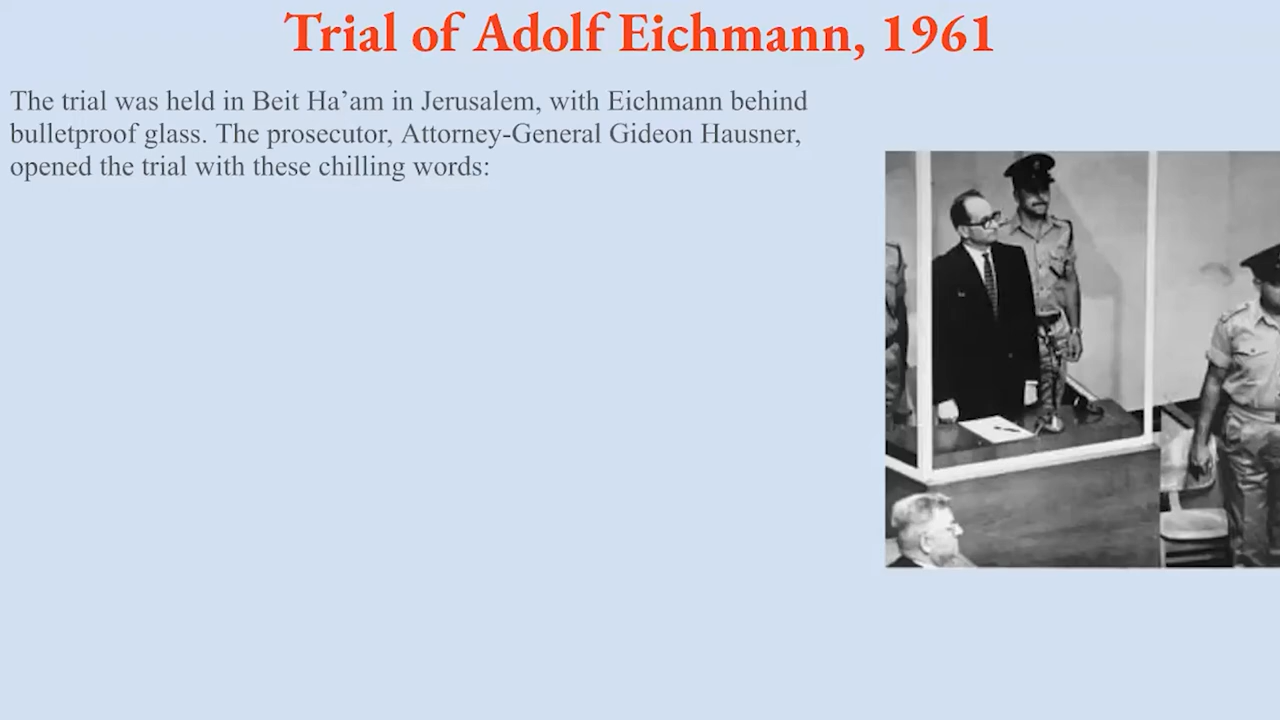 Trial of Adolf Eichmann, 1961
The trial was held in Beit Ha’am in Jerusalem, with Eichmann behind
bulletproof glass. The prosecutor, Attorney-General Gideon Hausner,
opened the trial with these chilling words: